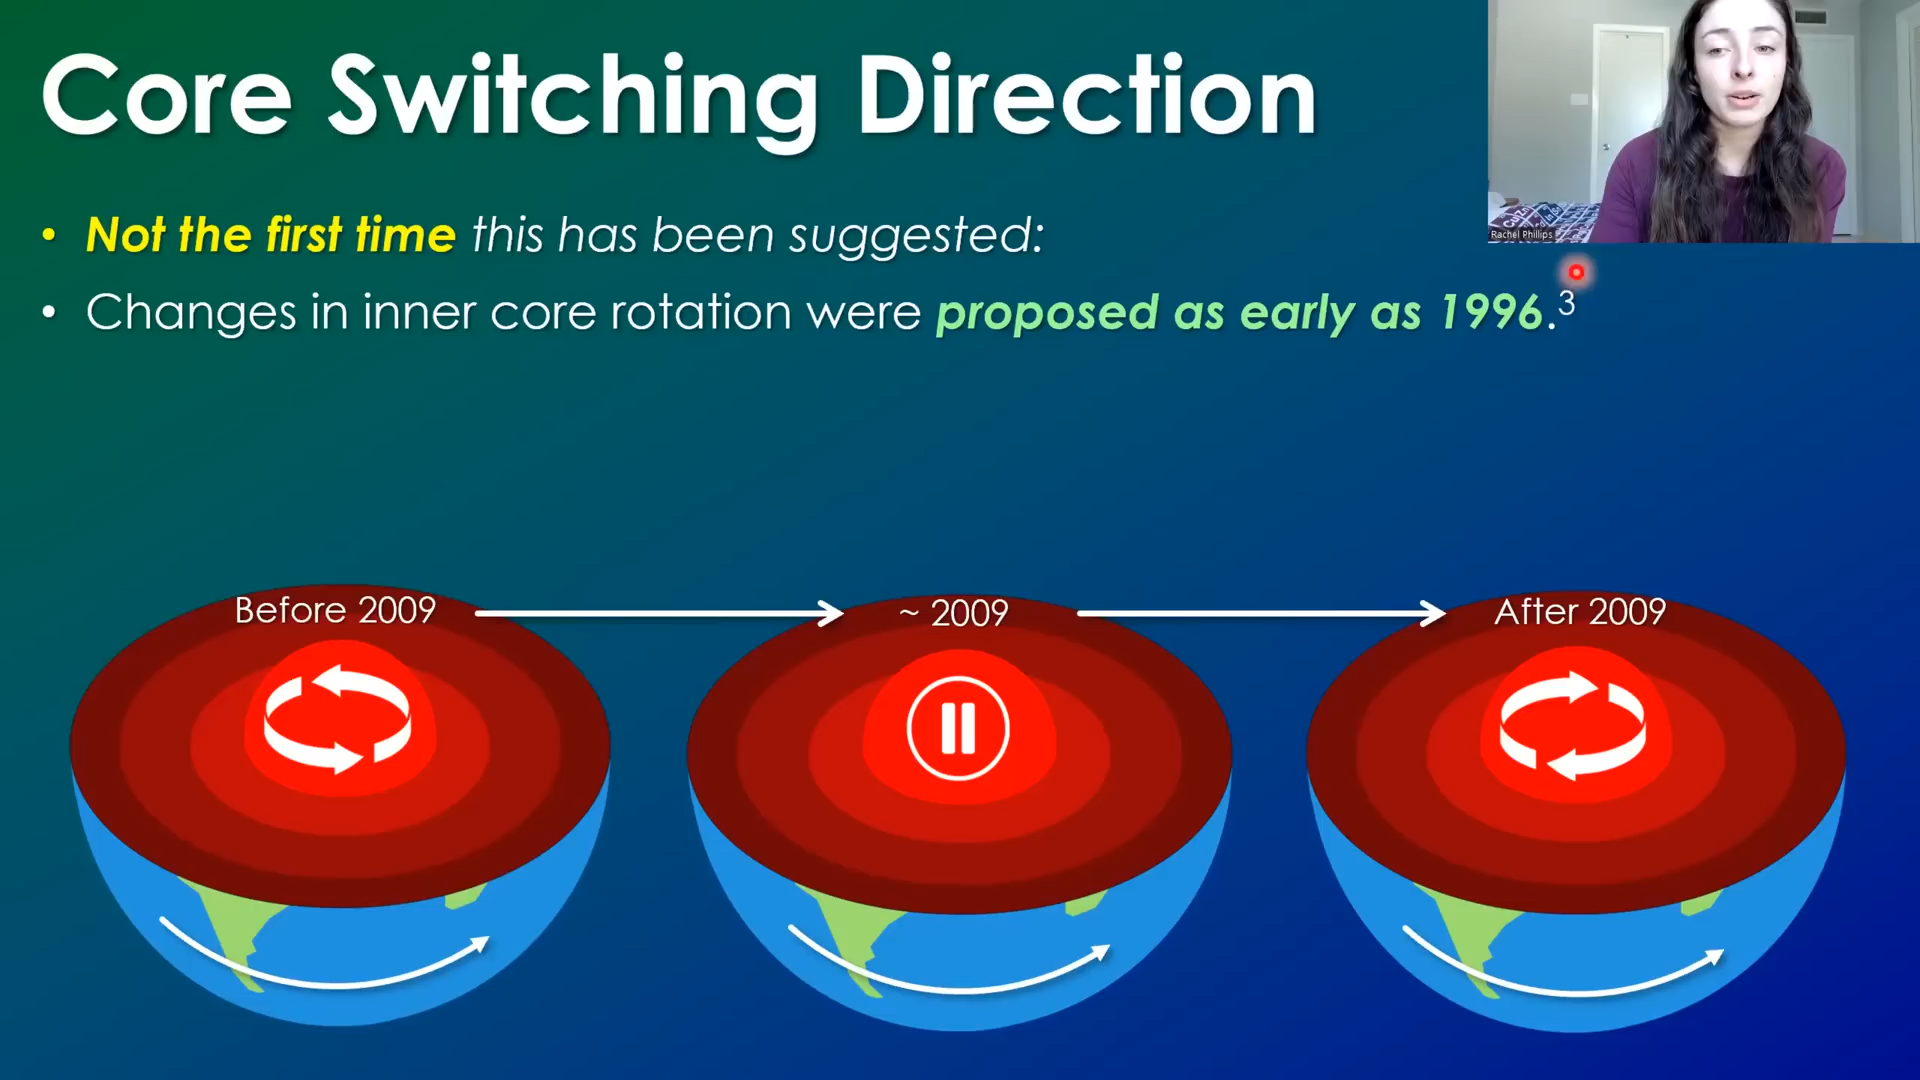 Core Switching Direction
Rachel Phillips
• Not the first time this has been suggested:
• Changes in inner core rotation were proposed as early as 1996.³
Before 2009
~ 2009
After 2009